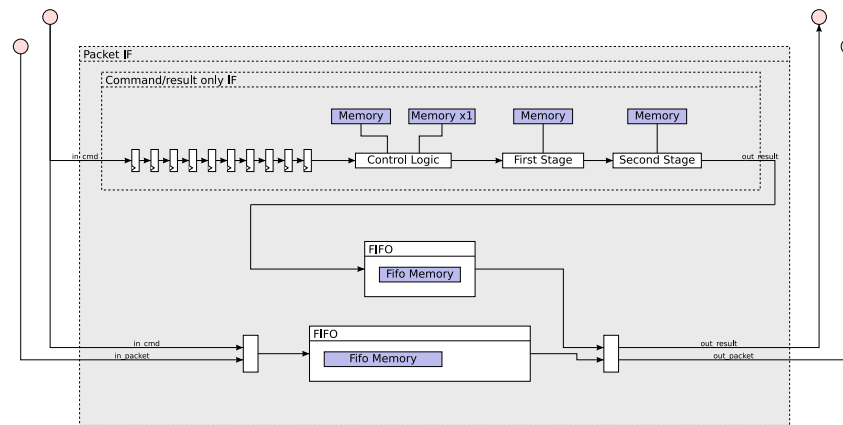 Packet IF
Command/result only IF
Memory
Memory x1
Memory
Memory
in_cmd
Control Logic
First Stage
Second Stage
out_result
FIFO
Fifo Memory
FIFO
in_cmd
in_packet
Fifo Memory
out_result
out_packet